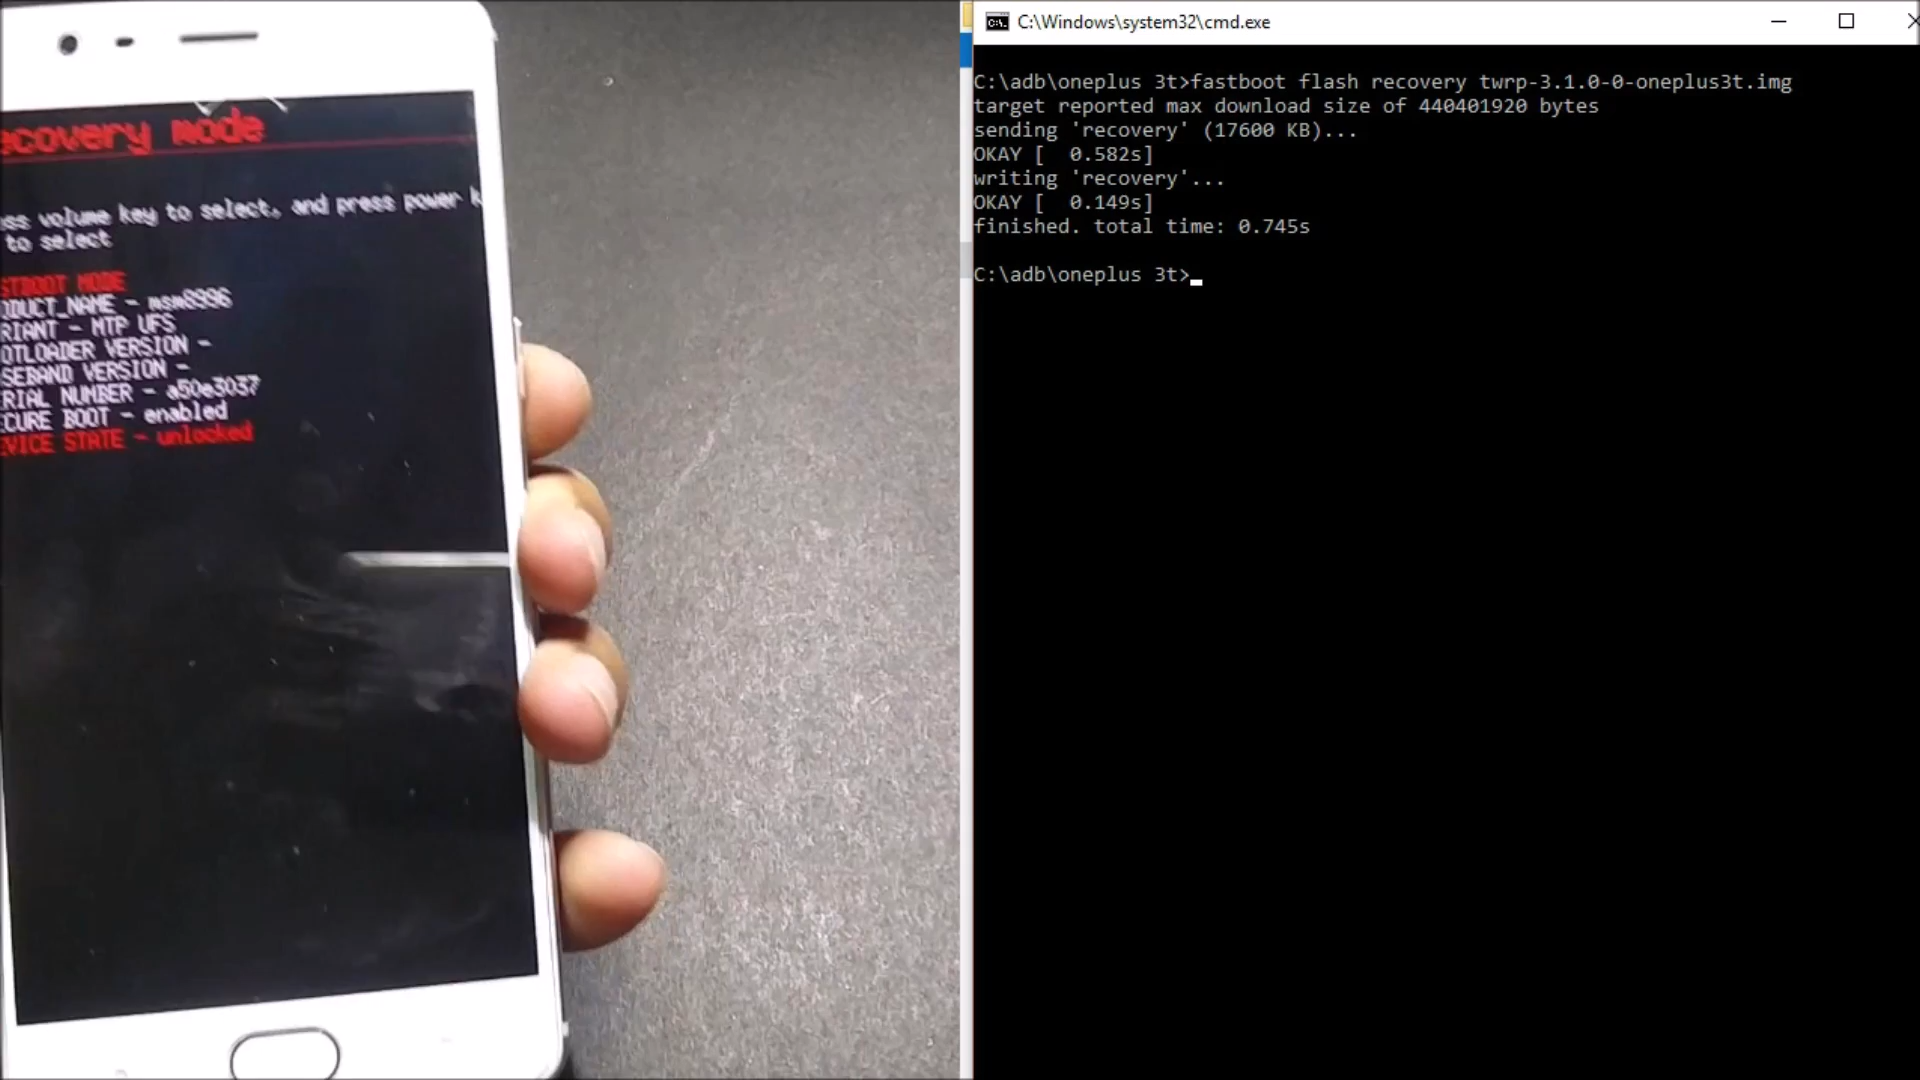 ecovery mode
ss volume key to select, and press power k
to select
STBOOT MODE
ODUCT_NAME - msm8996
RIANT - MTP UFS
OTLOADER VERSION -
SEBAND VERSION -
RIAL NUMBER - a50e3037
CURE BOOT - enabled
VICE STATE - unlocked
C:\Windows\system32\cmd.exe
C:\adb\oneplus 3t>fastboot flash recovery twrp-3.1.0-0-oneplus3t.img
target reported max download size of 440401920 bytes
sending 'recovery' (17600 KB)...
OKAY [  0.582s]
writing 'recovery'...
OKAY [  0.149s]
finished. total time: 0.745s
C:\adb\oneplus 3t>